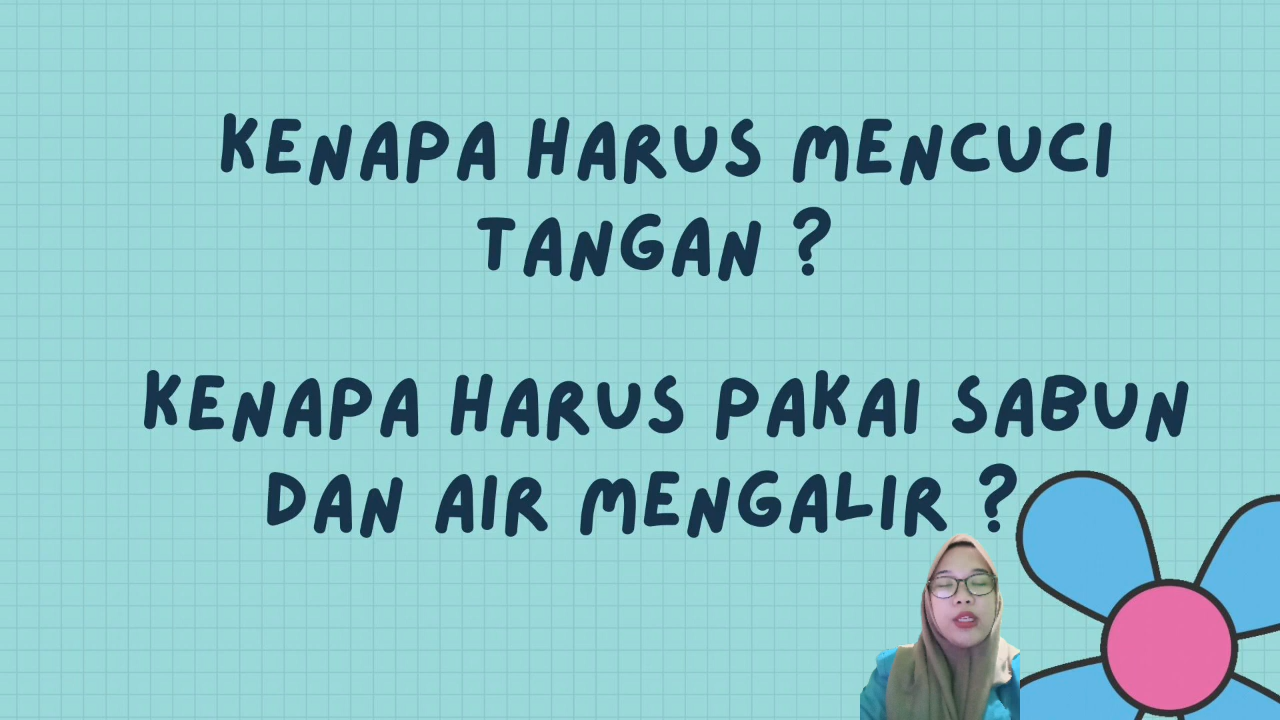 KENAPA HARUS MENCUCI
TANGAN ?
KENAPA HARUS PAKAI SABUN
DAN AIR MENGALIR ?